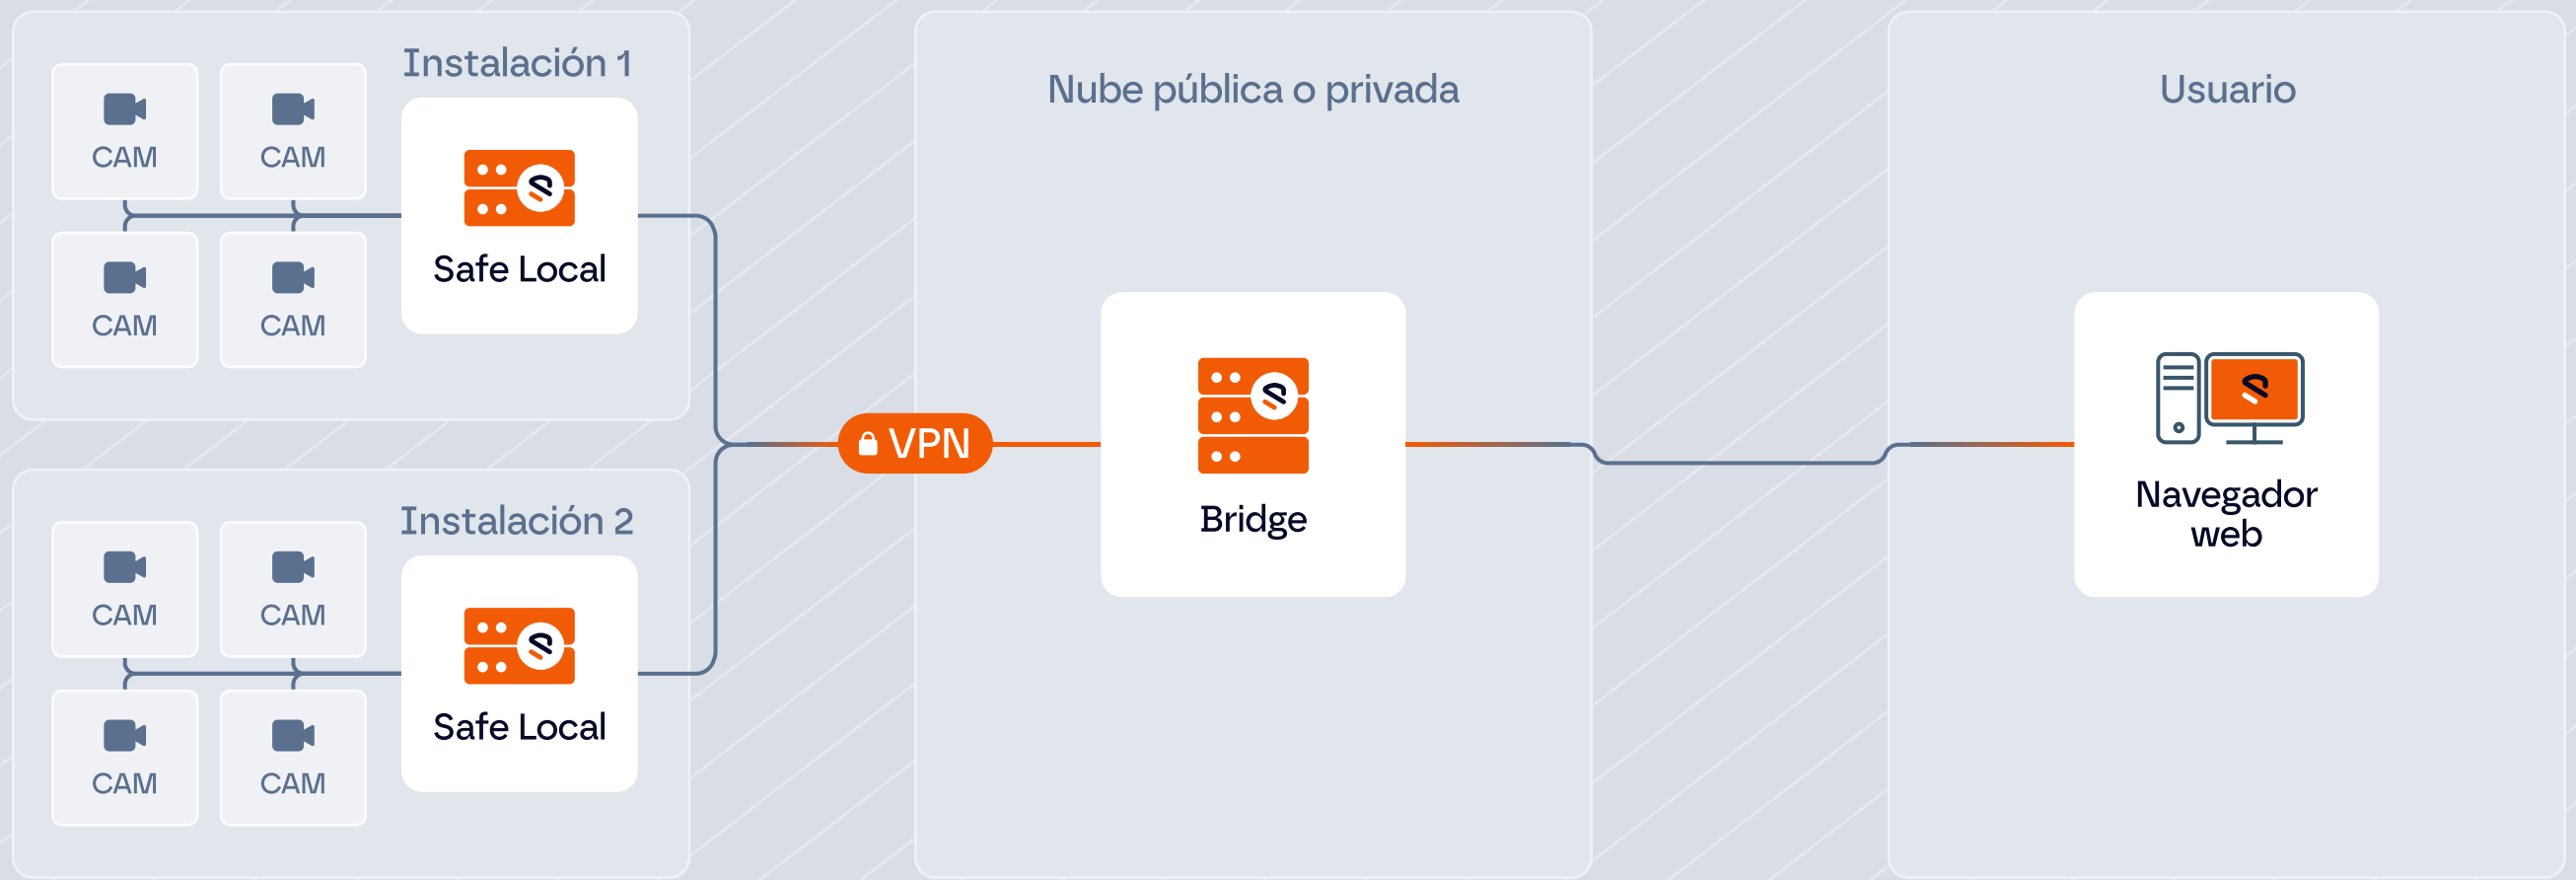 Instalación 1
CAM
CAM
CAM
CAM
Safe Local
Instalación 2
CAM
CAM
CAM
CAM
Safe Local
VPN
Nube pública o privada
Bridge
Usuario
Navegador
web